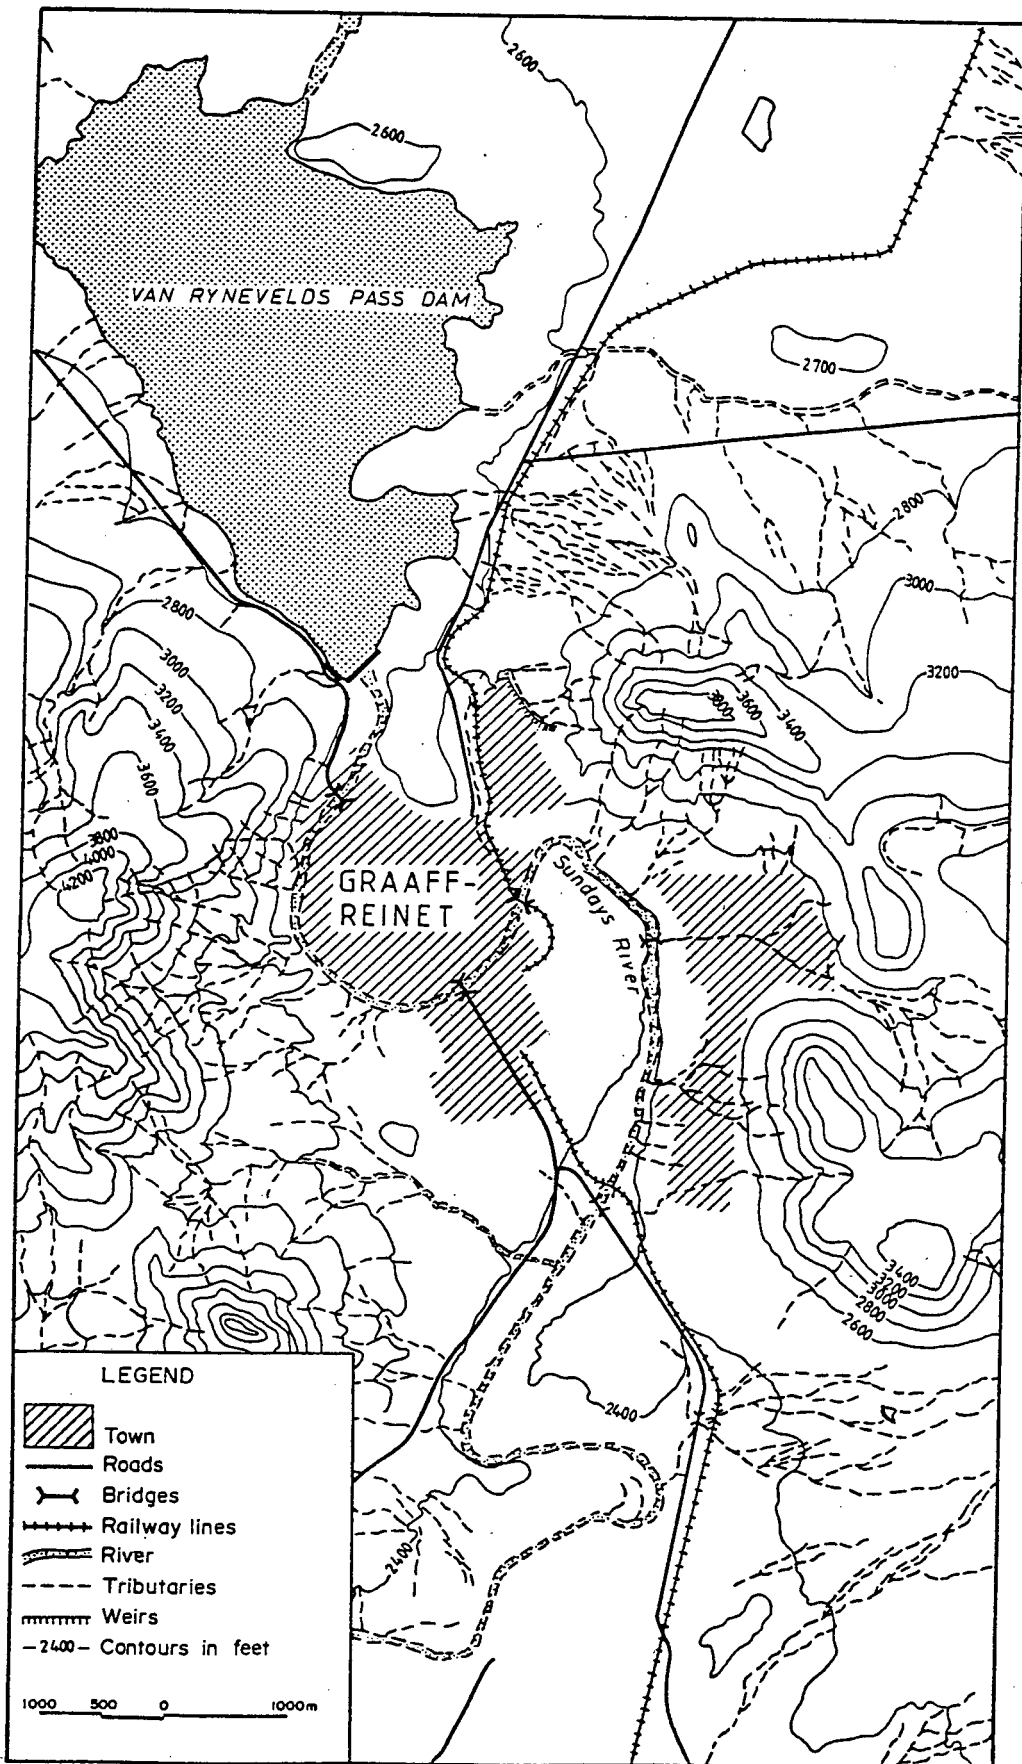 2600
2600
VAN RYNEVELDS PASS DAM
2700
2800
3000
2800
3000
3200
3200
3400
3800
3600
3400
3600
3800
4000
4200
GRAAFF-
REINET
Sundays River
3400
3200
3000
2800
2600
2400
2400
LEGEND
Town
Roads
Bridges
Railway lines
River
Tributaries
Weirs
-2400- Contours in feet
1000 500 0 1000m